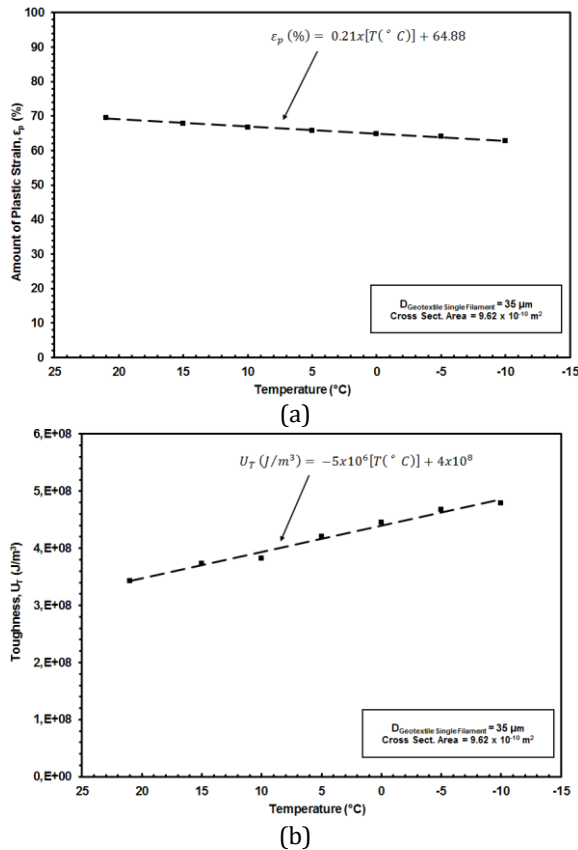 100
90
80
70
60
50
40
30
20
10
0
Amount of Plastic Strain, εₚ (%)
εₚ (%) = 0.21x[T(° C)] + 64.88
D Geotextile Single Filament = 35 µm
Cross Sect. Area = 9.62 x 10⁻¹⁰ m²
25 20 15 10 5 0 -5 -10 -15
Temperature (°C)
(a)
6,E+08
5,E+08
4,E+08
3,E+08
2,E+08
1,E+08
0,E+00
Toughness, U_T (J/m³)
U_T (J/m³) = −5x10⁶[T(° C)] + 4x10⁸
D Geotextile Single Filament = 35 µm
Cross Sect. Area = 9.62 x 10⁻¹⁰ m²
25 20 15 10 5 0 -5 -10 -15
Temperature (°C)
(b)